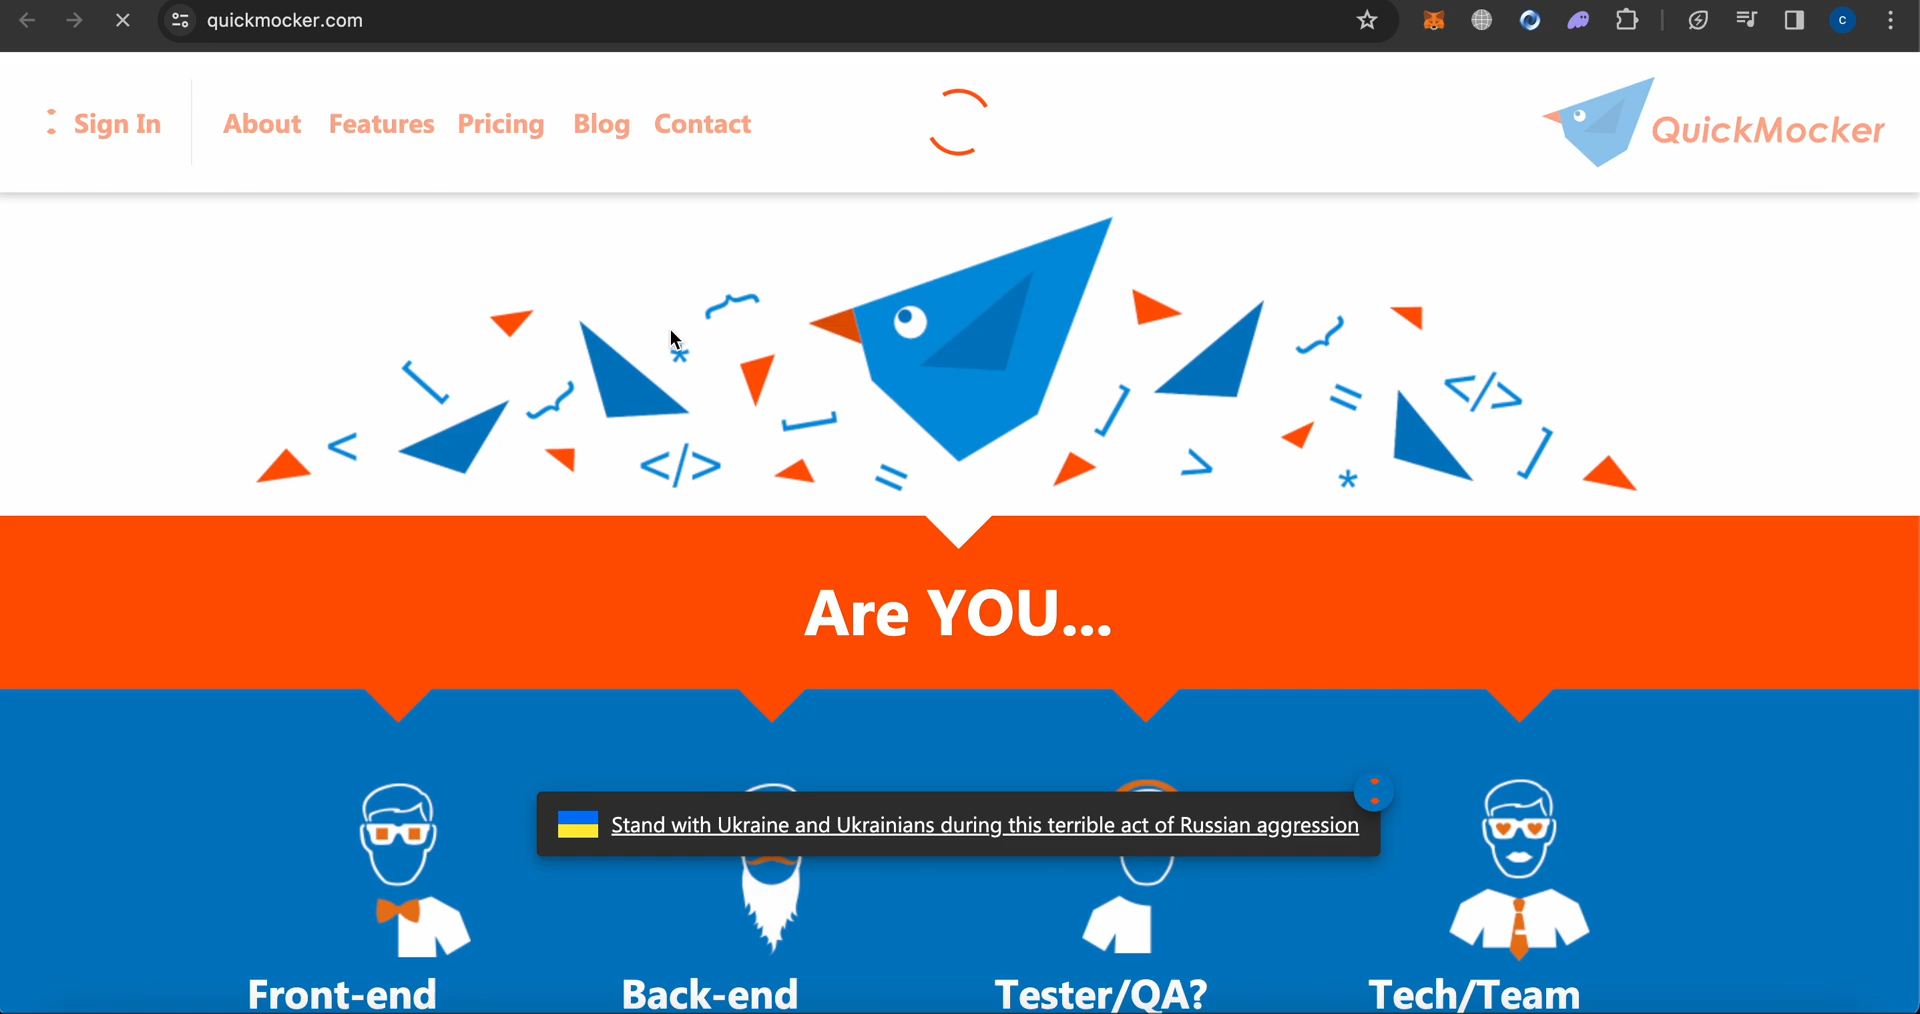 quickmocker.com
C
Sign In
About
Features
Pricing
Blog
Contact
QuickMocker
{
*
[
}
<
</>
[
=
]
>
}
=
*
</>
]
Are YOU...
Stand with Ukraine and Ukrainians during this terrible act of Russian aggression
Front-end
Back-end
Tester/QA?
Tech/Team